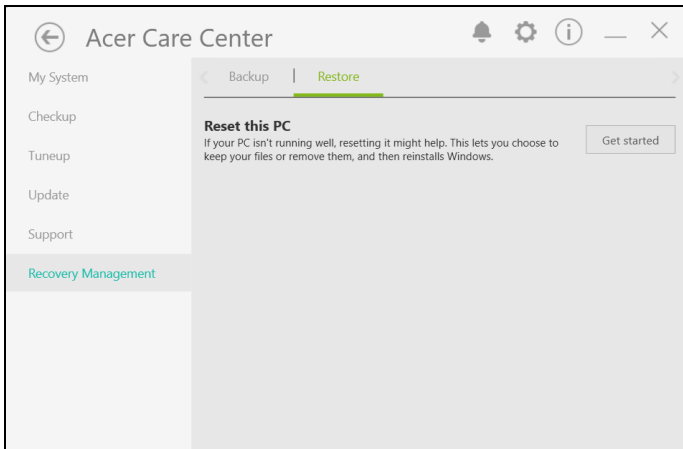 Acer Care Center
My System
Backup | Restore
Checkup
Reset this PC
If your PC isn't running well, resetting it might help. This lets you choose to
keep your files or remove them, and then reinstalls Windows.
Get started
Tuneup
Update
Support
Recovery Management